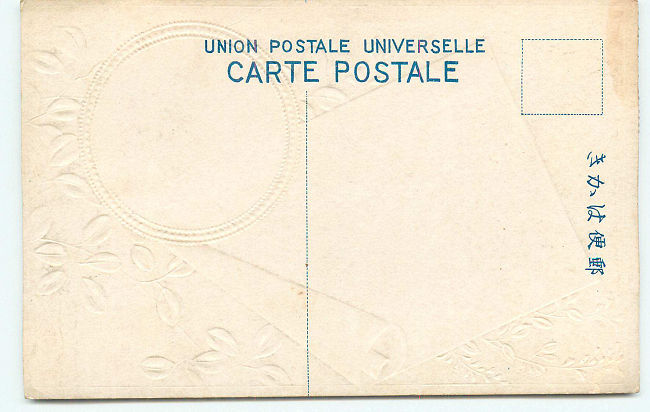 UNION POSTALE UNIVERSELLE
CARTE POSTALE
郵便はかき